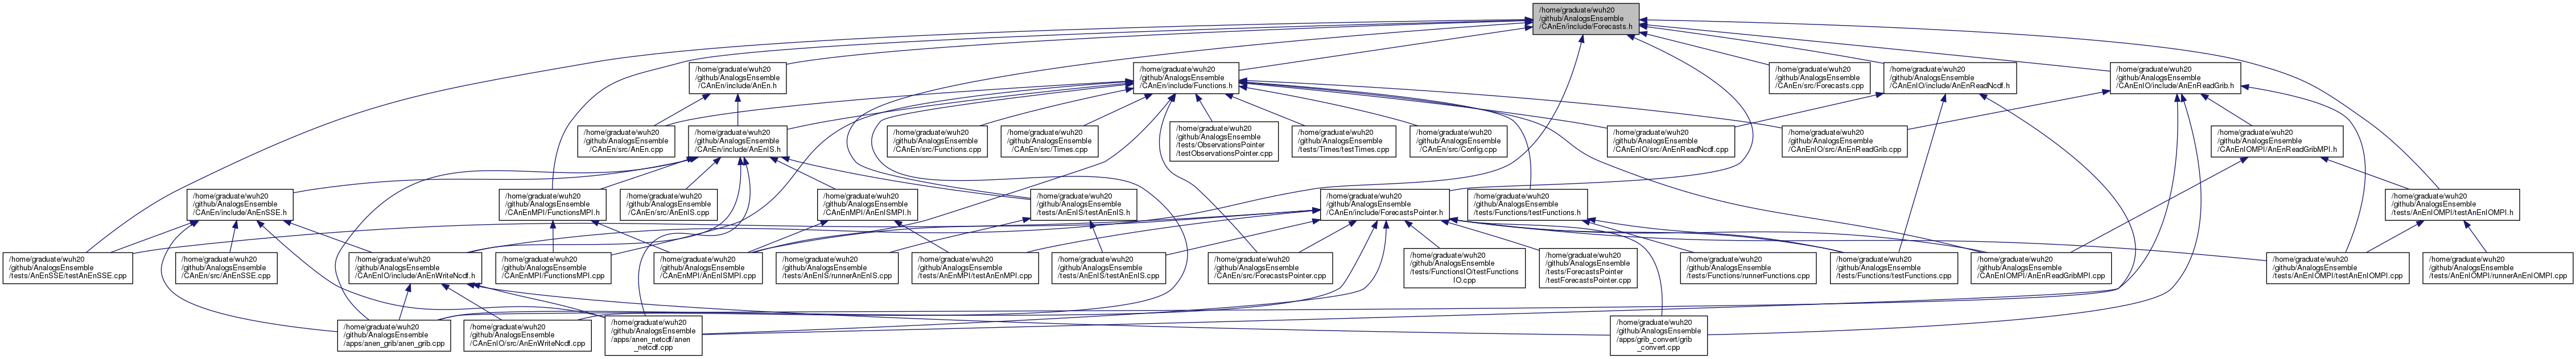 /home/graduate/wuh20
/github/AnalogsEnsemble
/CAnEn/include/Forecasts.h
/home/graduate/wuh20
/github/AnalogsEnsemble
/CAnEn/include/AnEn.h
/home/graduate/wuh20
/github/AnalogsEnsemble
/CAnEn/include/Functions.h
/home/graduate/wuh20
/github/AnalogsEnsemble
/CAnEn/src/Forecasts.cpp
/home/graduate/wuh20
/github/AnalogsEnsemble
/CAnEnIO/include/AnEnReadNcdf.h
/home/graduate/wuh20
/github/AnalogsEnsemble
/CAnEnIO/include/AnEnReadGrib.h
/home/graduate/wuh20
/github/AnalogsEnsemble
/CAnEn/src/AnEn.cpp
/home/graduate/wuh20
/github/AnalogsEnsemble
/CAnEn/include/AnEnIS.h
/home/graduate/wuh20
/github/AnalogsEnsemble
/CAnEn/src/Functions.cpp
/home/graduate/wuh20
/github/AnalogsEnsemble
/CAnEn/src/Times.cpp
/home/graduate/wuh20
/github/AnalogsEnsemble
/tests/ObservationsPointer
/testObservationsPointer.cpp
/home/graduate/wuh20
/github/AnalogsEnsemble
/tests/Times/testTimes.cpp
/home/graduate/wuh20
/github/AnalogsEnsemble
/CAnEn/src/Config.cpp
/home/graduate/wuh20
/github/AnalogsEnsemble
/CAnEnIO/src/AnEnReadNcdf.cpp
/home/graduate/wuh20
/github/AnalogsEnsemble
/CAnEnIO/src/AnEnReadGrib.cpp
/home/graduate/wuh20
/github/AnalogsEnsemble
/CAnEnIOMPI/AnEnReadGribMPI.h
/home/graduate/wuh20
/github/AnalogsEnsemble
/CAnEn/include/AnEnSSE.h
/home/graduate/wuh20
/github/AnalogsEnsemble
/CAnEnMPI/FunctionsMPI.h
/home/graduate/wuh20
/github/AnalogsEnsemble
/CAnEn/src/AnEnIS.cpp
/home/graduate/wuh20
/github/AnalogsEnsemble
/CAnEnMPI/AnEnISMPI.h
/home/graduate/wuh20
/github/AnalogsEnsemble
/tests/AnEnIS/testAnEnIS.h
/home/graduate/wuh20
/github/AnalogsEnsemble
/CAnEn/include/ForecastsPointer.h
/home/graduate/wuh20
/github/AnalogsEnsemble
/tests/Functions/testFunctions.h
/home/graduate/wuh20
/github/AnalogsEnsemble
/tests/AnEnIOMPI/testAnEnIOMPI.h
/home/graduate/wuh20
/github/AnalogsEnsemble
/tests/AnEnSSE/testAnEnSSE.cpp
/home/graduate/wuh20
/github/AnalogsEnsemble
/CAnEn/src/AnEnSSE.cpp
/home/graduate/wuh20
/github/AnalogsEnsemble
/CAnEnIO/include/AnEnWriteNcdf.h
/home/graduate/wuh20
/github/AnalogsEnsemble
/CAnEnMPI/FunctionsMPI.cpp
/home/graduate/wuh20
/github/AnalogsEnsemble
/CAnEnMPI/AnEnISMPI.cpp
/home/graduate/wuh20
/github/AnalogsEnsemble
/tests/AnEnIS/runnerAnEnIS.cpp
/home/graduate/wuh20
/github/AnalogsEnsemble
/tests/AnEnMPI/testAnEnMPI.cpp
/home/graduate/wuh20
/github/AnalogsEnsemble
/tests/AnEnIS/testAnEnIS.cpp
/home/graduate/wuh20
/github/AnalogsEnsemble
/CAnEn/src/ForecastsPointer.cpp
/home/graduate/wuh20
/github/AnalogsEnsemble
/tests/FunctionsIO/testFunctions
IO.cpp
/home/graduate/wuh20
/github/AnalogsEnsemble
/tests/ForecastsPointer
/testForecastsPointer.cpp
/home/graduate/wuh20
/github/AnalogsEnsemble
/tests/Functions/runnerFunctions.cpp
/home/graduate/wuh20
/github/AnalogsEnsemble
/tests/Functions/testFunctions.cpp
/home/graduate/wuh20
/github/AnalogsEnsemble
/CAnEnIOMPI/AnEnReadGribMPI.cpp
/home/graduate/wuh20
/github/AnalogsEnsemble
/tests/AnEnIOMPI/testAnEnIOMPI.cpp
/home/graduate/wuh20
/github/AnalogsEnsemble
/tests/AnEnIOMPI/runnerAnEnIOMPI.cpp
/home/graduate/wuh20
/github/AnalogsEnsemble
/apps/anen_grib/anen_grib.cpp
/home/graduate/wuh20
/github/AnalogsEnsemble
/CAnEnIO/src/AnEnWriteNcdf.cpp
/home/graduate/wuh20
/github/AnalogsEnsemble
/apps/anen_netcdf/anen
_netcdf.cpp
/home/graduate/wuh20
/github/AnalogsEnsemble
/apps/grib_convert/grib
_convert.cpp